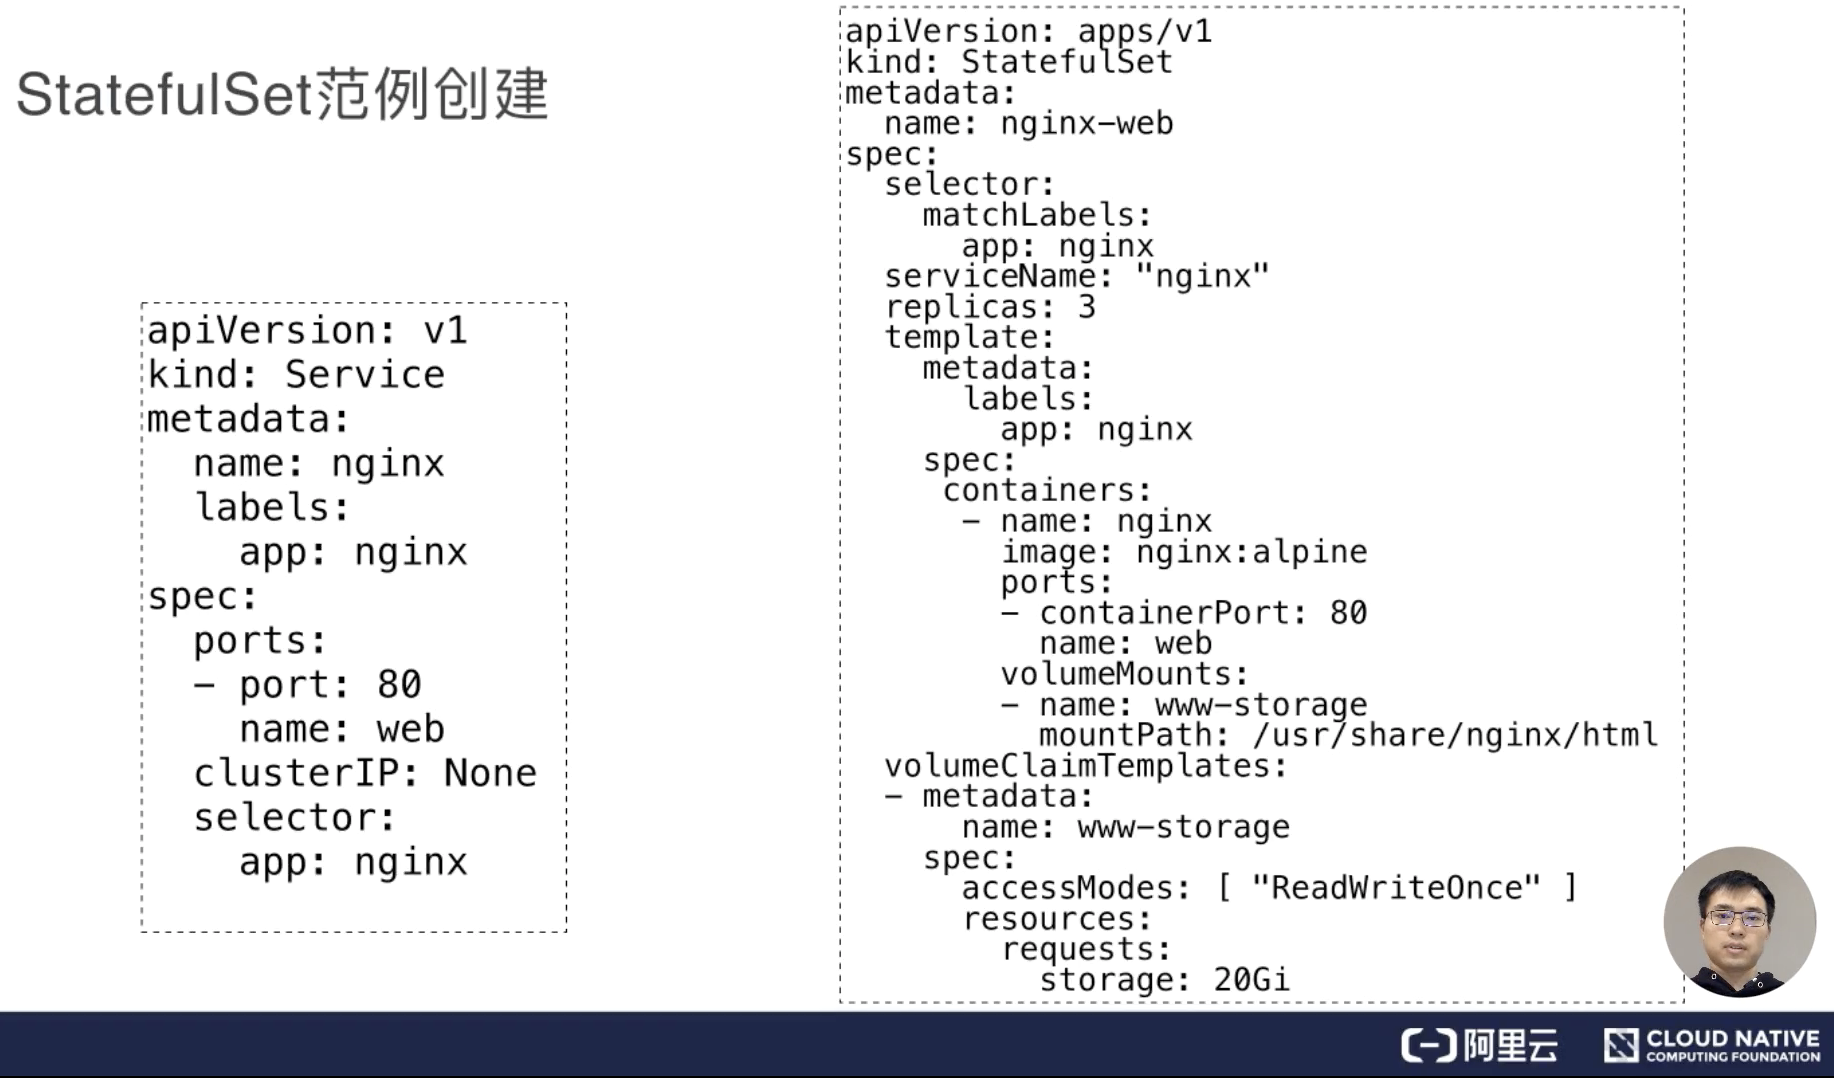 StatefulSet范例创建
apiVersion: v1
kind: Service
metadata:
  name: nginx
  labels:
    app: nginx
spec:
  ports:
  - port: 80
    name: web
  clusterIP: None
  selector:
    app: nginx
apiVersion: apps/v1
kind: StatefulSet
metadata:
  name: nginx-web
spec:
  selector:
    matchLabels:
      app: nginx
  serviceName: "nginx"
  replicas: 3
  template:
    metadata:
      labels:
        app: nginx
    spec:
     containers:
      - name: nginx
        image: nginx:alpine
        ports:
        - containerPort: 80
          name: web
        volumeMounts:
        - name: www-storage
          mountPath: /usr/share/nginx/html
  volumeClaimTemplates:
  - metadata:
      name: www-storage
    spec:
      accessModes: [ "ReadWriteOnce" ]
      resources:
        requests:
          storage: 20Gi
阿里云
CLOUD NATIVE
COMPUTING FOUNDATION